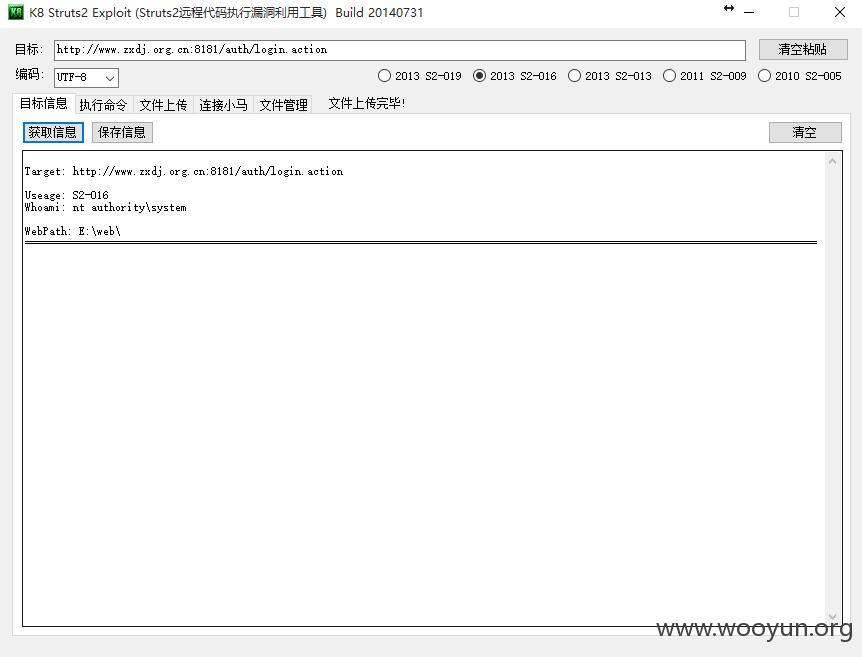 K8 Struts2 Exploit (Struts2远程代码执行漏洞利用工具) Build 20140731
目标: http://www.zxdj.org.cn:8181/auth/login.action 清空粘贴
编码: UTF-8 2013 S2-019 2013 S2-016 2013 S2-013 2011 S2-009 2010 S2-005
目标信息 执行命令 文件上传 连接小马 文件管理 文件上传完毕!
获取信息 保存信息 清空
Target: http://www.zxdj.org.cn:8181/auth/login.action
Useage: S2-016
Whoami: nt authority\system
WebPath: E:\web\
www.wooyun.org